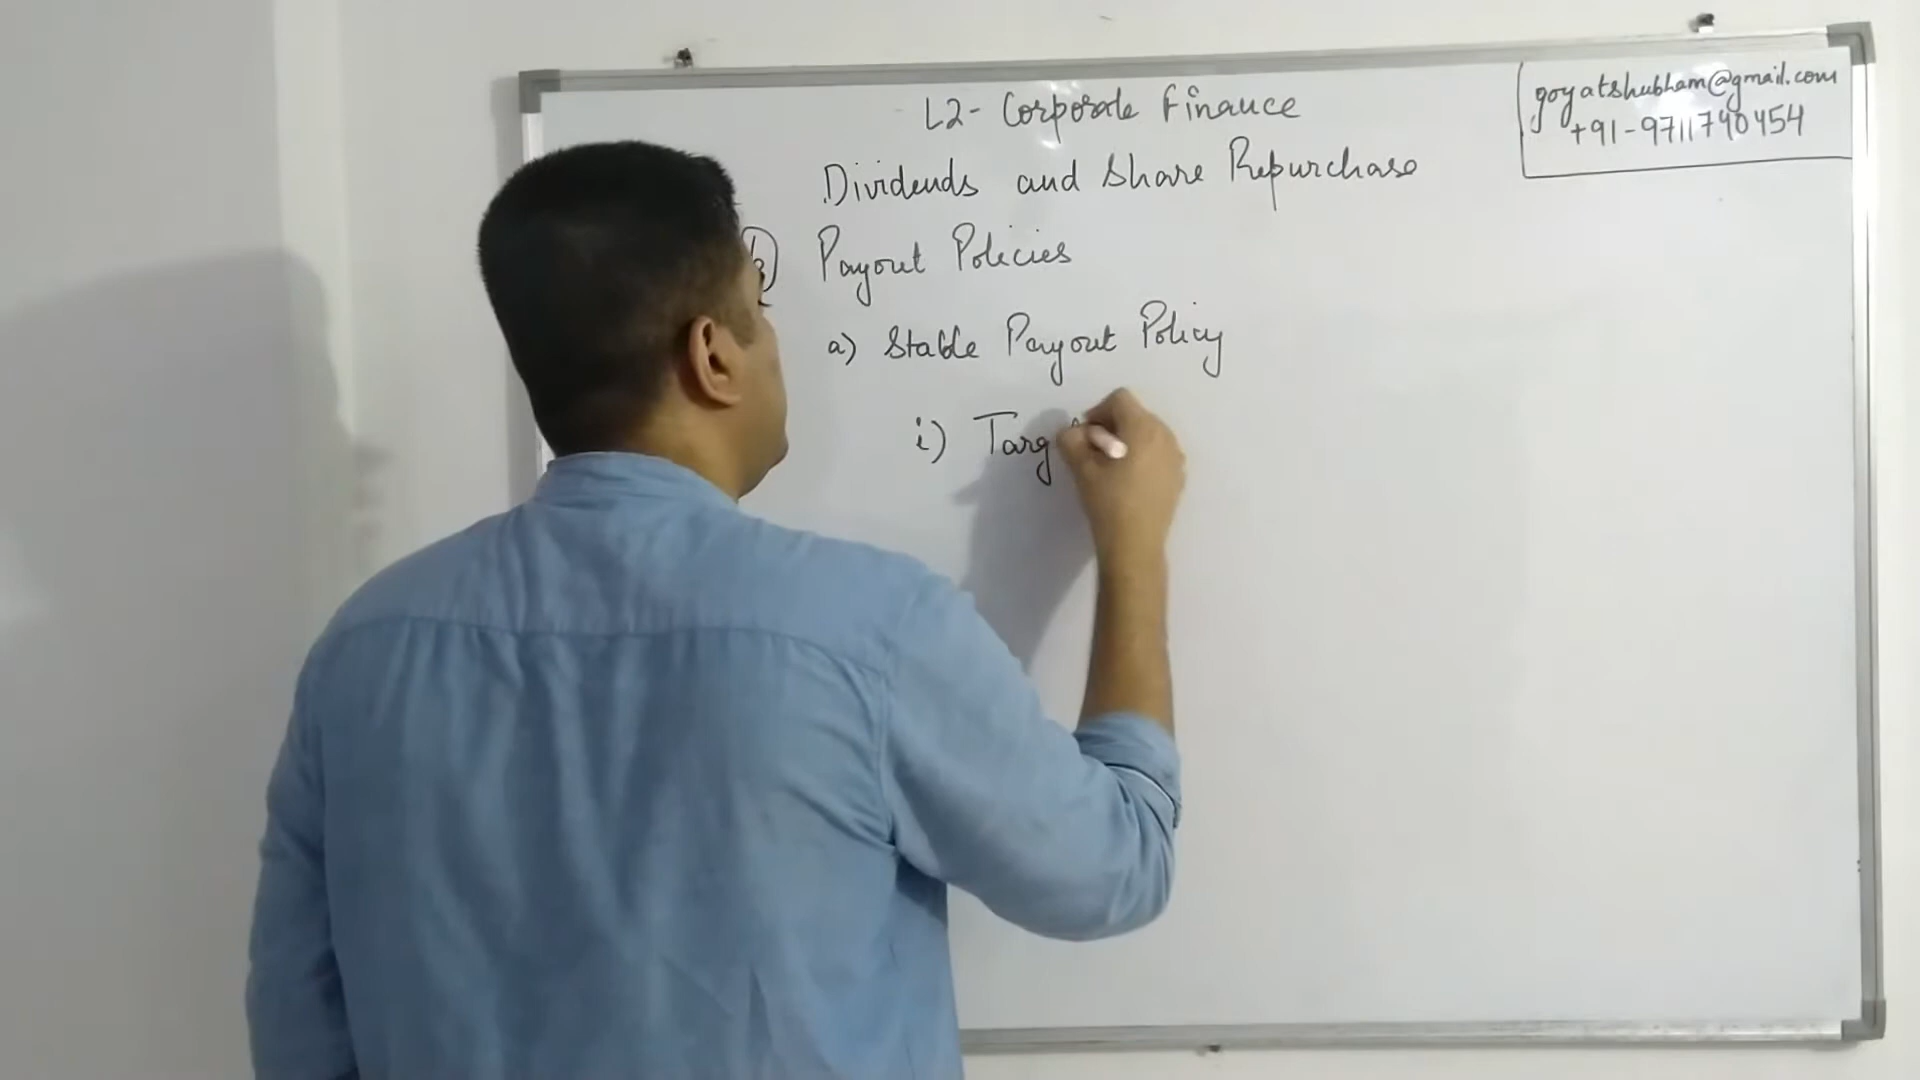 L2- Corporate Finance
goyatshubham@gmail.com
+91-9711740454
Dividends and Share Repurchase
Payout Policies
a) Stable Payout Policy
i) Targ